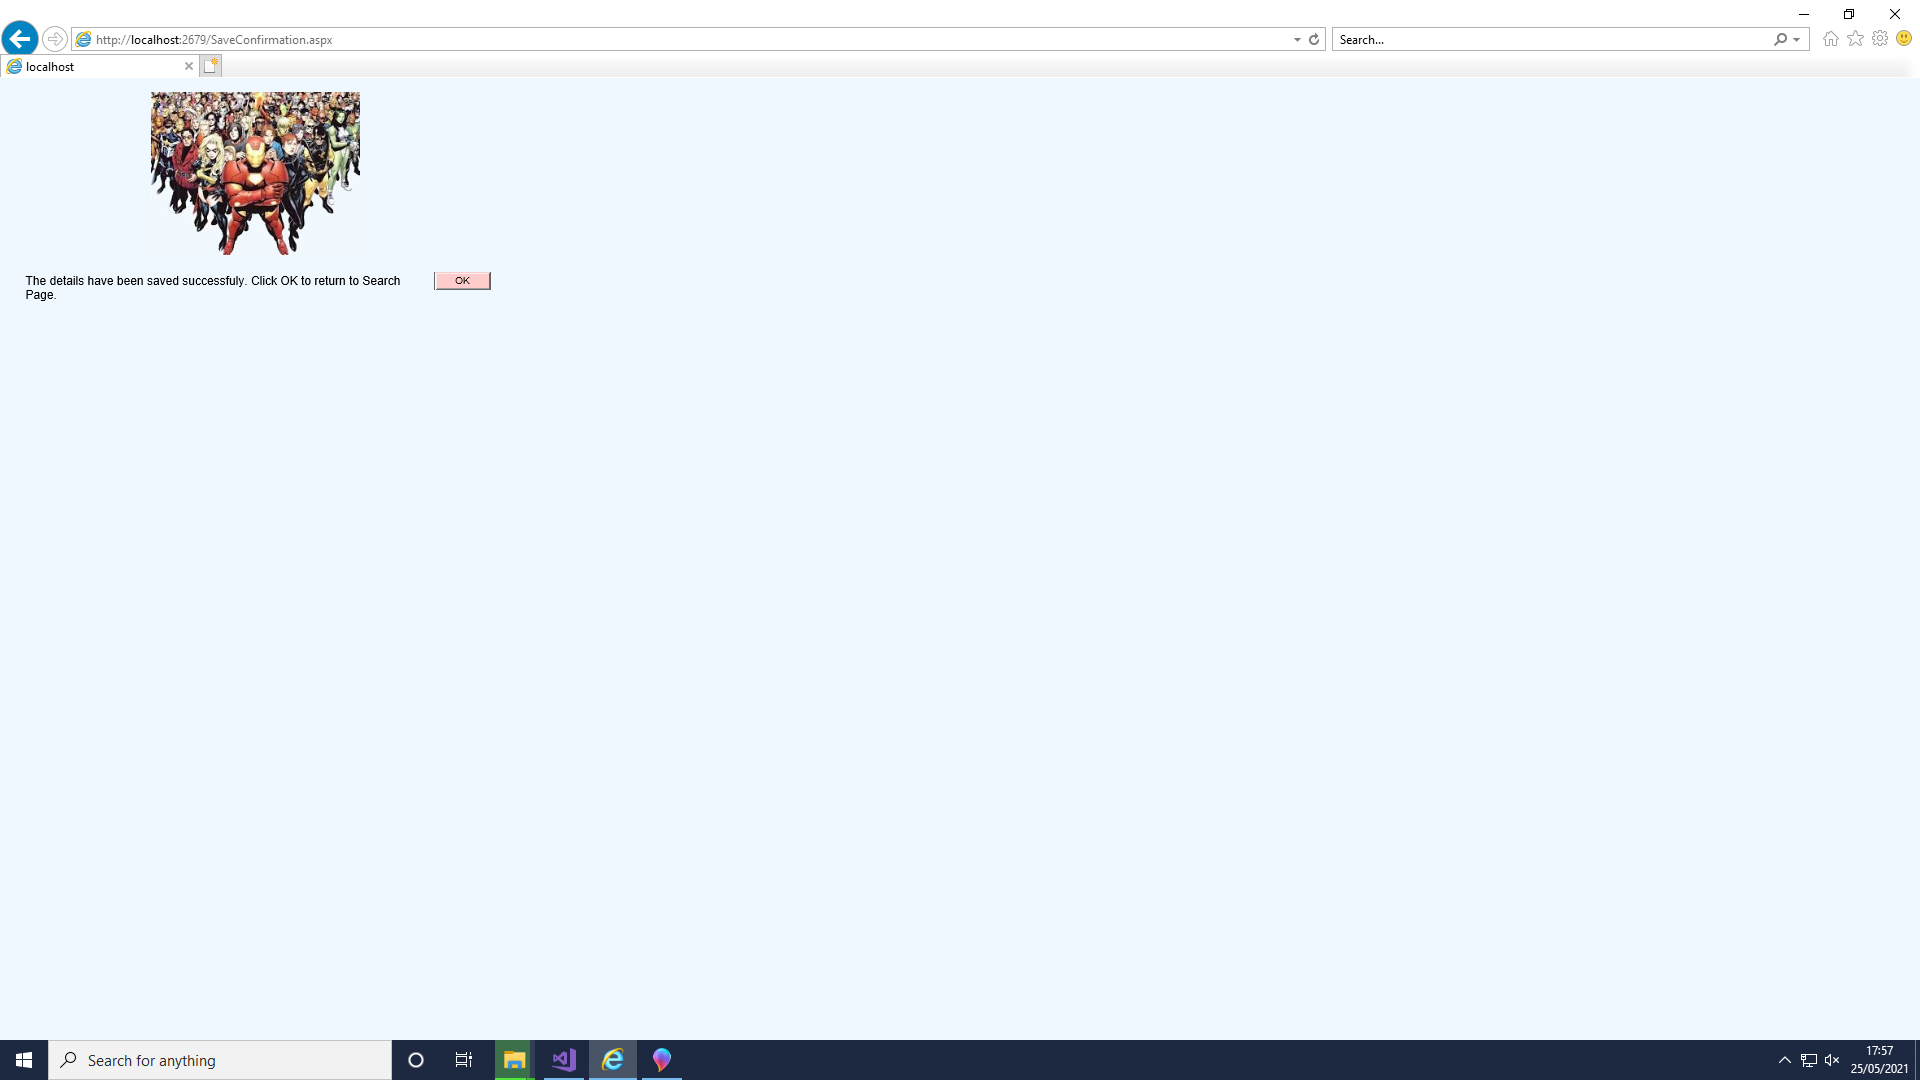 http://localhost:2679/SaveConfirmation.aspx
Search...
localhost
The details have been saved successfuly. Click OK to return to Search
Page.
OK
Search for anything
17:57
25/05/2021